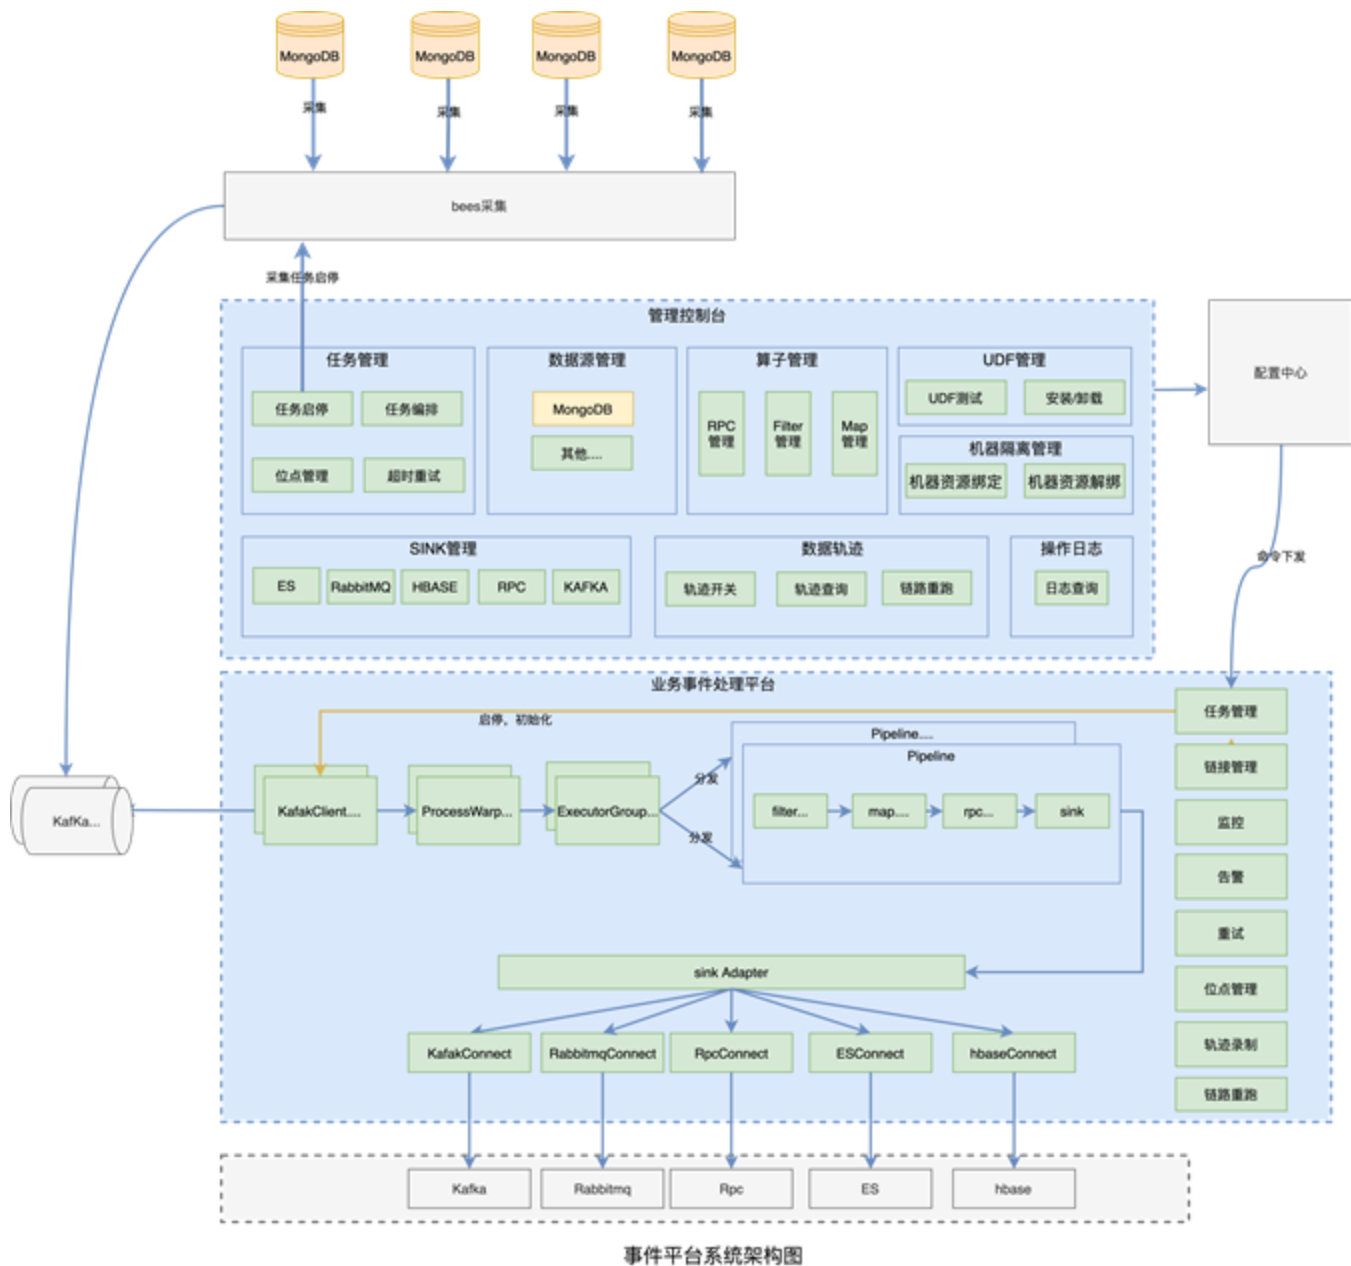 MongoDB
MongoDB
MongoDB
MongoDB
采集
采集
采集
采集
bees采集
采集任务启停
管理控制台
任务管理
任务启停
任务编排
位点管理
超时重试
数据源管理
MongoDB
其他....
算子管理
RPC
管理
Filter
管理
Map
管理
UDF管理
UDF测试
安装/卸载
机器隔离管理
机器资源绑定
机器资源解绑
配置中心
SINK管理
ES
RabbitMQ
HBASE
RPC
KAFKA
数据轨迹
轨迹开关
轨迹查询
链路重跑
操作日志
日志查询
命令下发
业务事件处理平台
启停，初始化
KafKa...
KafakClient....
ProcessWarp...
ExecutorGroup...
分发
分发
Pipeline....
Pipeline
filter...
map....
rpc...
sink
任务管理
链接管理
监控
告警
重试
位点管理
轨迹录制
链路重跑
sink Adapter
KafakConnect
RabbitmqConnect
RpcConnect
ESConnect
hbaseConnect
Kafka
Rabbitmq
Rpc
ES
hbase
事件平台系统架构图